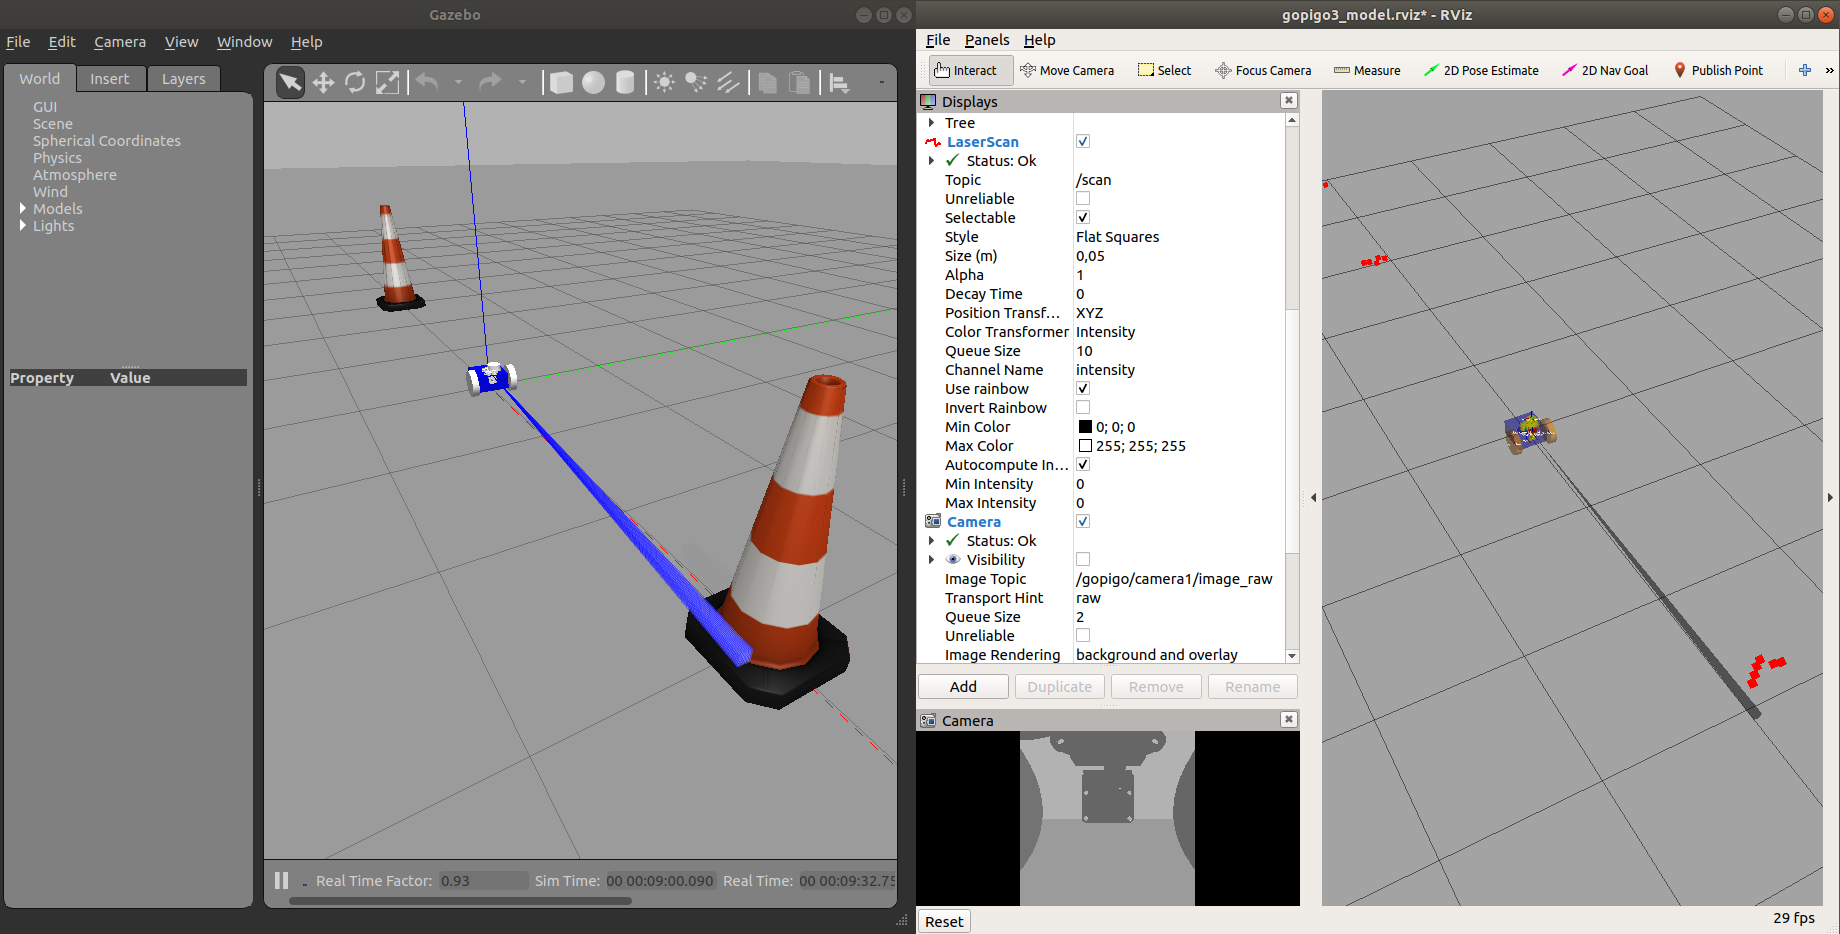 Gazebo
File Edit Camera View Window Help
World Insert Layers
GUI
Scene
Spherical Coordinates
Physics
Atmosphere
Wind
Models
Lights
Property Value
Real Time Factor: 0.93 Sim Time: 00 00:09:00.090 Real Time: 00 00:09:32.75
gopigo3_model.rviz* - RViz
File Panels Help
Interact Move Camera Select Focus Camera Measure 2D Pose Estimate 2D Nav Goal Publish Point
Displays
Tree
LaserScan
Status: Ok
Topic /scan
Unreliable
Selectable
Style Flat Squares
Size (m) 0,05
Alpha 1
Decay Time 0
Position Transf... XYZ
Color Transformer Intensity
Queue Size 10
Channel Name intensity
Use rainbow
Invert Rainbow
Min Color 0; 0; 0
Max Color 255; 255; 255
Autocompute In...
Min Intensity 0
Max Intensity 0
Camera
Status: Ok
Visibility
Image Topic /gopigo/camera1/image_raw
Transport Hint raw
Queue Size 2
Unreliable
Image Rendering background and overlay
Add Duplicate Remove Rename
Camera
Reset
29 fps